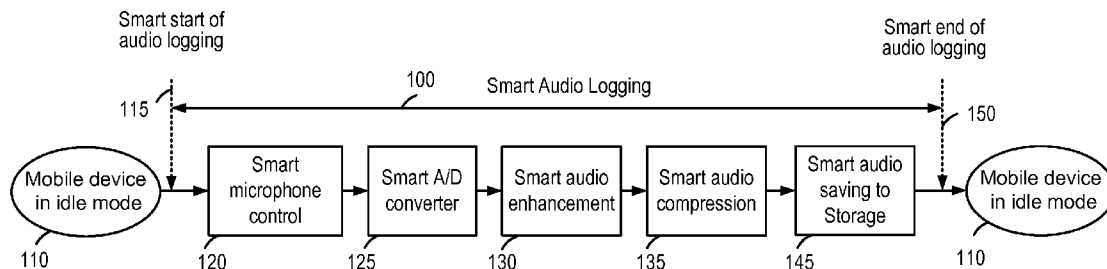 Smart start of
audio logging
Smart end of
audio logging
100
Smart Audio Logging
115
150
Mobile device
in idle mode
Smart
microphone
control
Smart A/D
converter
Smart audio
enhancement
Smart audio
compression
Smart audio
saving to
Storage
Mobile device
in idle mode
110
120
125
130
135
145
110